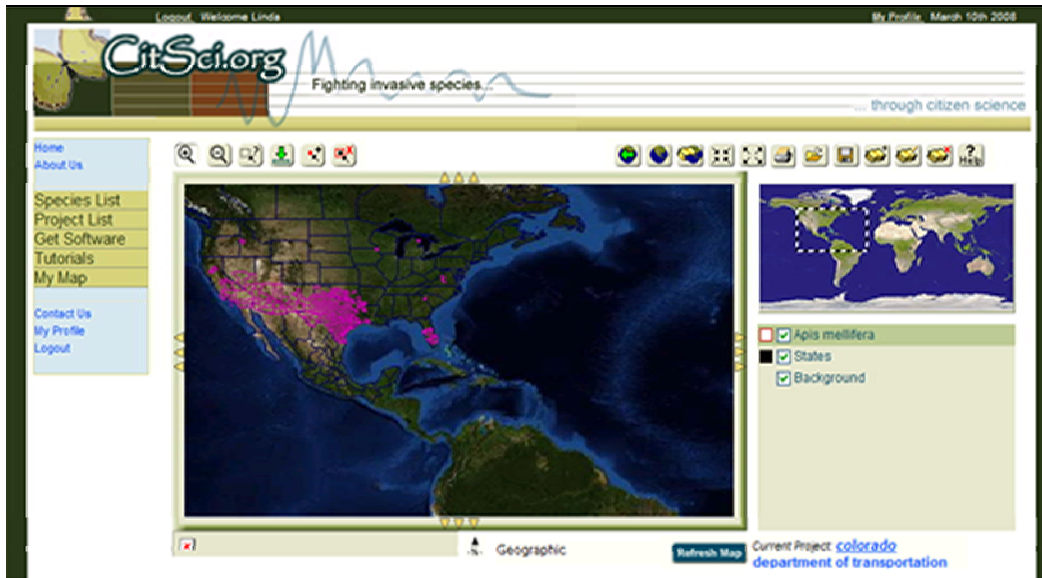 Logout Welcome Linda
My Profile March 10th 2008
CitSci.org
Fighting invasive species...
... through citizen science
Home
About Us
Species List
Project List
Get Software
Tutorials
My Map
Contact Us
My Profile
Logout
? Help
Apis mellifera
States
Background
Geographic
Refresh Map
Current Project colorado
department of transportation